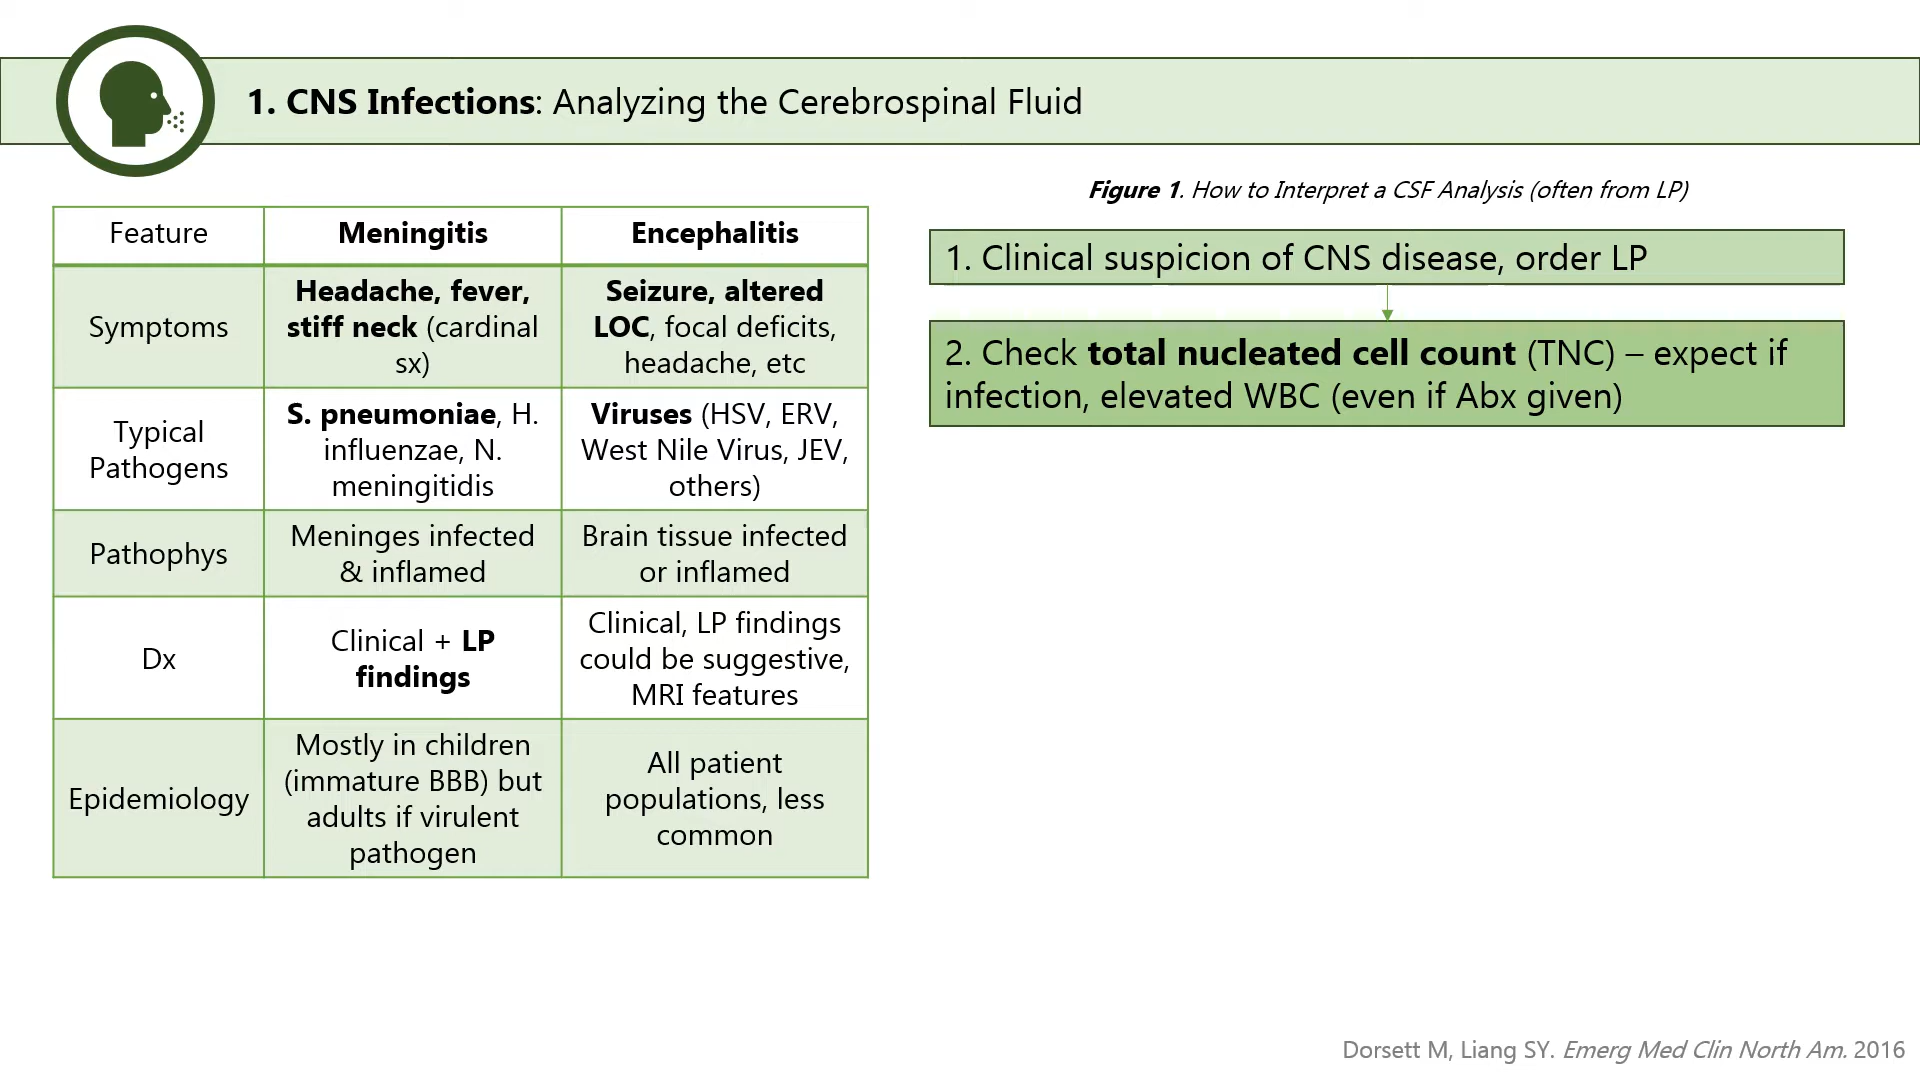 1. CNS Infections: Analyzing the Cerebrospinal Fluid
Feature
Meningitis
Encephalitis
Symptoms
Headache, fever,
stiff neck (cardinal
sx)
Seizure, altered
LOC, focal deficits,
headache, etc
Typical
Pathogens
S. pneumoniae, H.
influenzae, N.
meningitidis
Viruses (HSV, ERV,
West Nile Virus, JEV,
others)
Pathophys
Meninges infected
& inflamed
Brain tissue infected
or inflamed
Dx
Clinical + LP
findings
Clinical, LP findings
could be suggestive,
MRI features
Epidemiology
Mostly in children
(immature BBB) but
adults if virulent
pathogen
All patient
populations, less
common
Figure 1. How to Interpret a CSF Analysis (often from LP)
1. Clinical suspicion of CNS disease, order LP
2. Check total nucleated cell count (TNC) – expect if
infection, elevated WBC (even if Abx given)
Dorsett M, Liang SY. Emerg Med Clin North Am. 2016